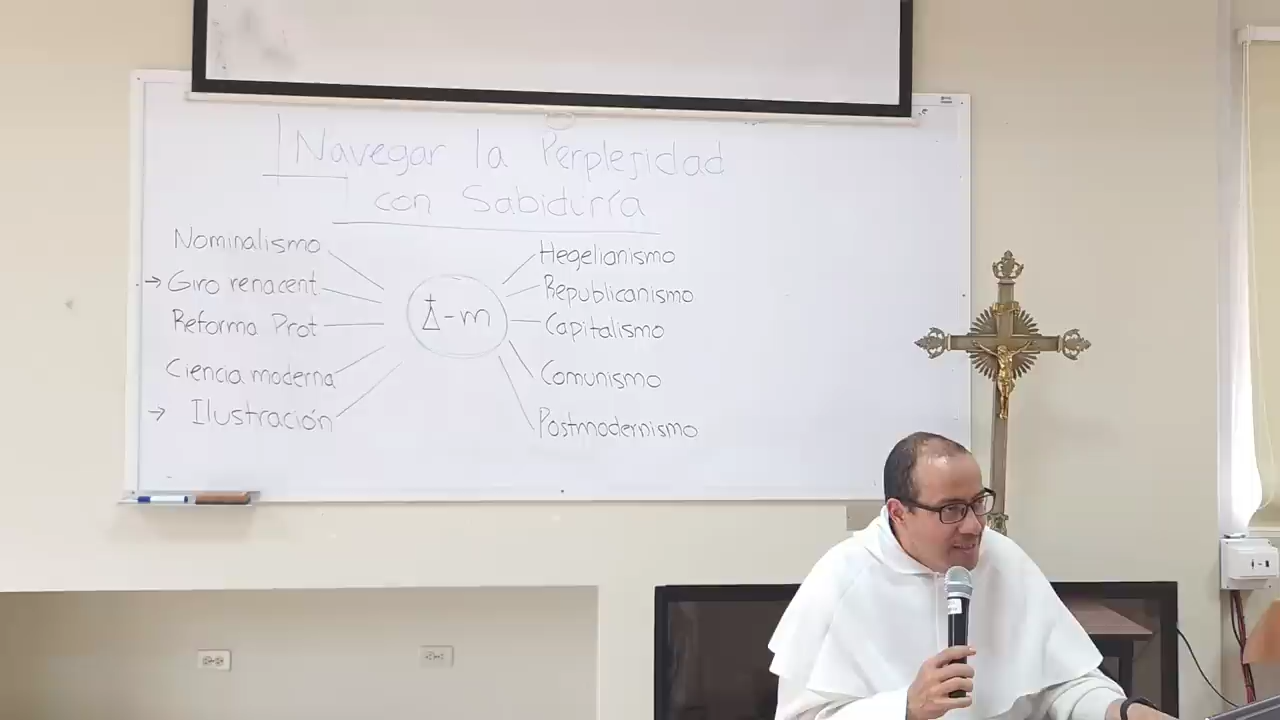 Navegar la Perplejidad
con Sabiduría
Nominalismo
→ Giro renacent
Reforma Prot
Ciencia moderna
→ Ilustración
Δ-m
Hegelianismo
Republicanismo
Capitalismo
Comunismo
Postmodernismo